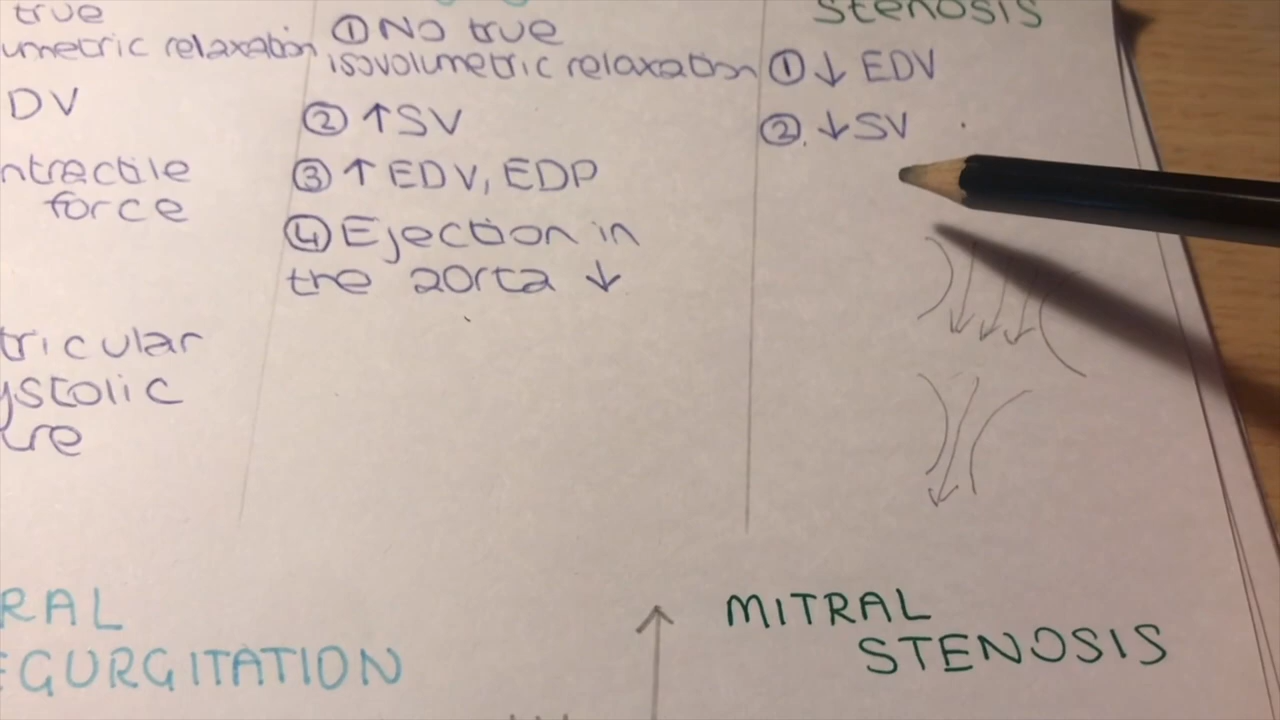 true
umetric relaxation
DV
ntractile
force
tricular
ystolic
ure
① No true
isovolumetric relaxation
② ↑SV
③ ↑ EDV, EDP
④ Ejection in
the aorta ↓
stenosis
① ↓ EDV
② ↓SV
RAL
EGURGITATION
MITRAL
STENOSIS